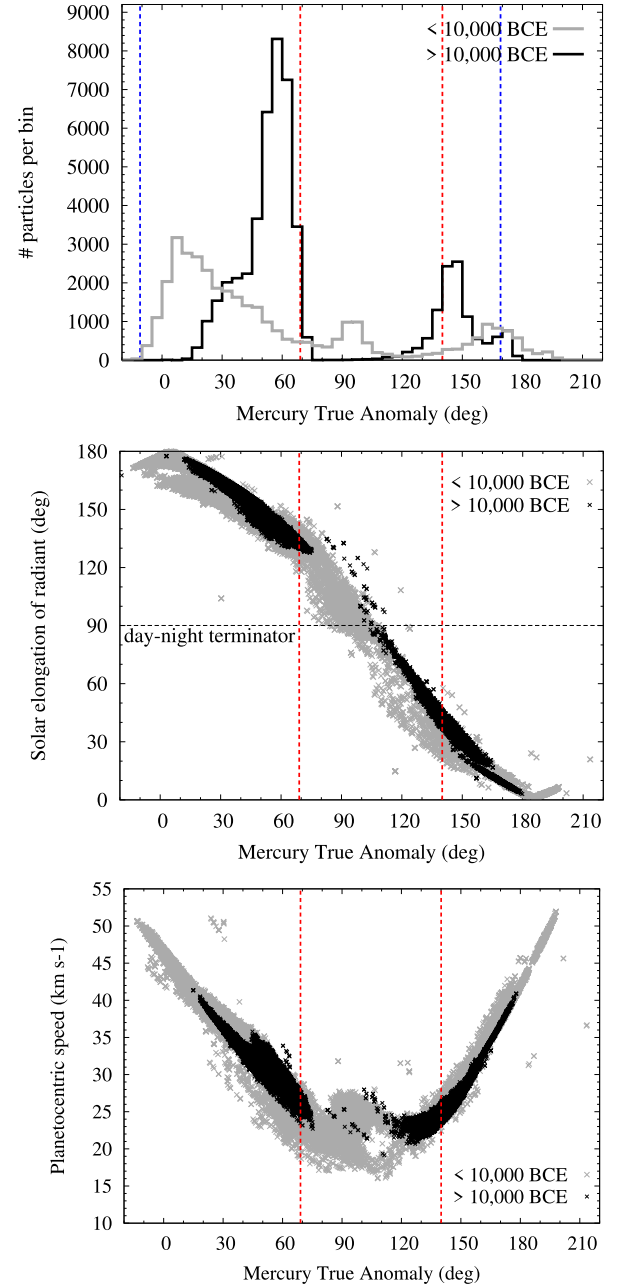 9000
8000
7000
6000
5000
4000
3000
2000
1000
0
# particles per bin
< 10,000 BCE
> 10,000 BCE
0 30 60 90 120 150 180 210
Mercury True Anomaly (deg)
180
150
120
90
60
30
0
Solar elongation of radiant (deg)
< 10,000 BCE
> 10,000 BCE
day-night terminator
0 30 60 90 120 150 180 210
Mercury True Anomaly (deg)
55
50
45
40
35
30
25
20
15
10
Planetocentric speed (km s-1)
< 10,000 BCE
> 10,000 BCE
0 30 60 90 120 150 180 210
Mercury True Anomaly (deg)